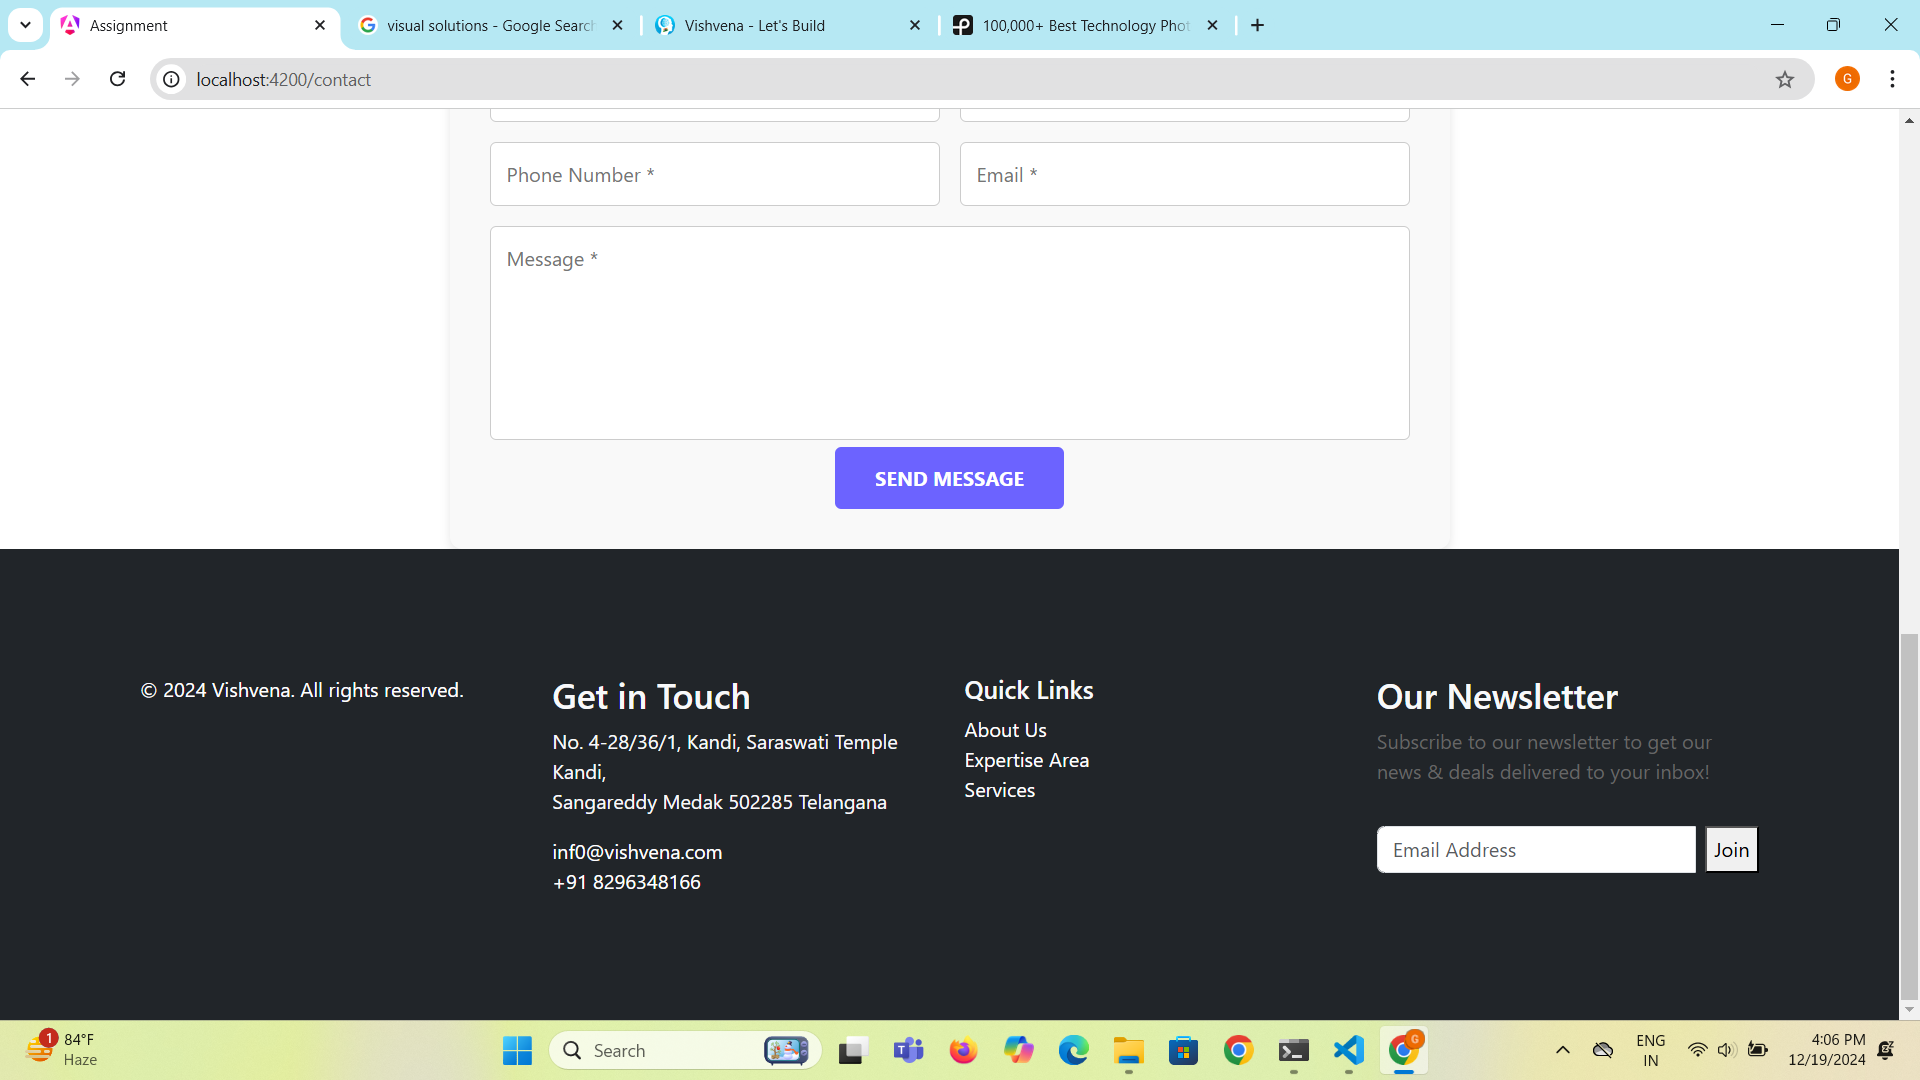 Assignment
visual solutions - Google Search
Vishvena - Let's Build
100,000+ Best Technology Phot
localhost:4200/contact
G
Phone Number *
Email *
Message *
SEND MESSAGE
© 2024 Vishvena. All rights reserved.
Get in Touch
No. 4-28/36/1, Kandi, Saraswati Temple
Kandi,
Sangareddy Medak 502285 Telangana
inf0@vishvena.com
+91 8296348166
Quick Links
About Us
Expertise Area
Services
Our Newsletter
Subscribe to our newsletter to get our
news & deals delivered to your inbox!
Email Address
Join
1
84°F
Haze
Search
G
ENG
IN
4:06 PM
12/19/2024